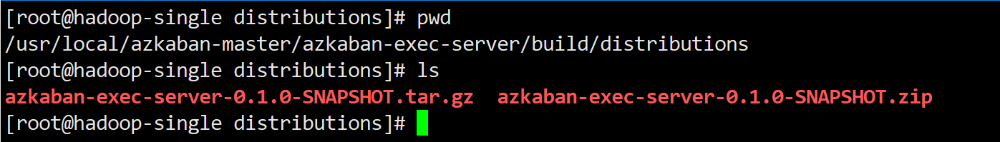 [root@hadoop-single distributions]# pwd
/usr/local/azkaban-master/azkaban-exec-server/build/distributions
[root@hadoop-single distributions]# ls
azkaban-exec-server-0.1.0-SNAPSHOT.tar.gz  azkaban-exec-server-0.1.0-SNAPSHOT.zip
[root@hadoop-single distributions]#